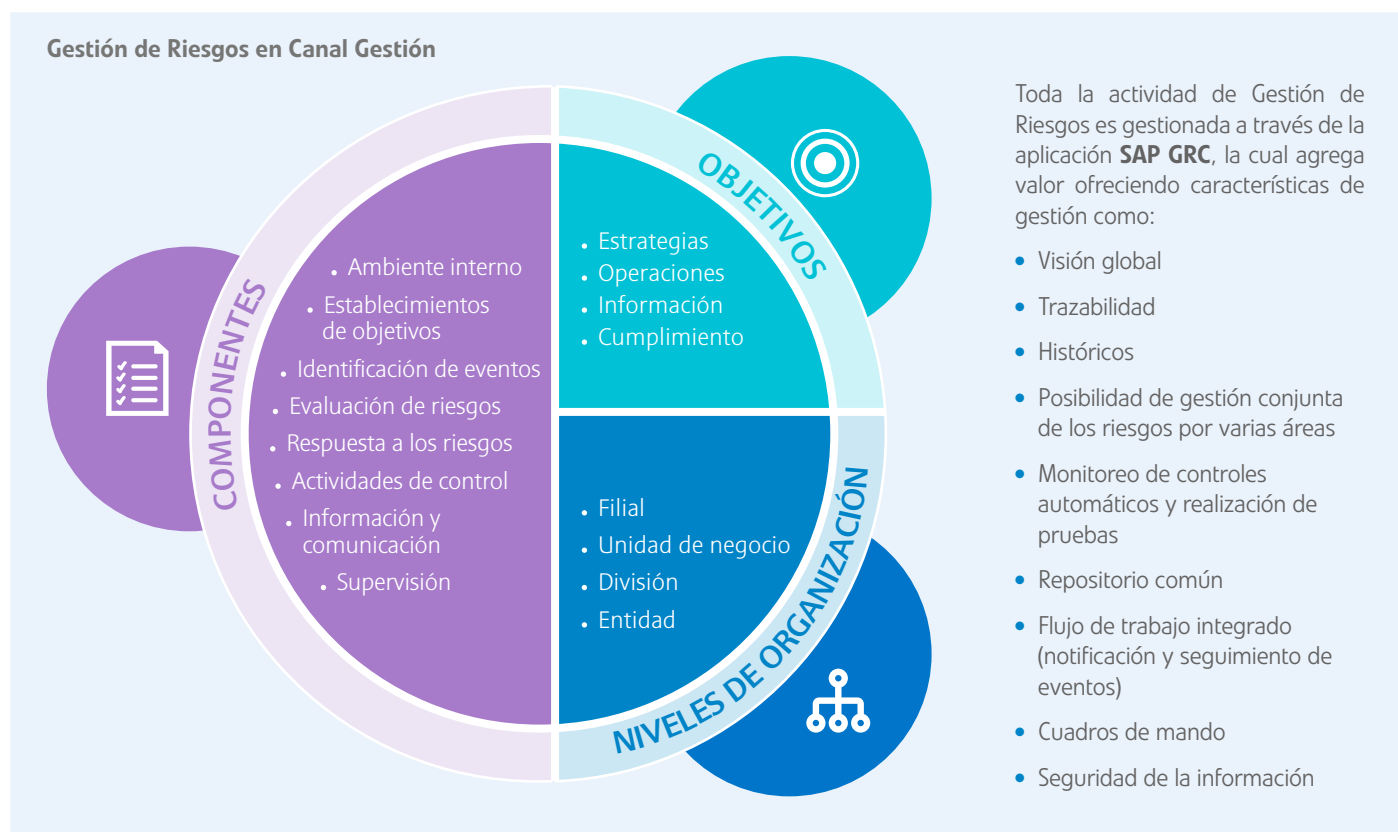 Gestión de Riesgos en Canal Gestión
COMPONENTES
. Ambiente interno
. Establecimientos
de objetivos
. Identificación de eventos
. Evaluación de riesgos
. Respuesta a los riesgos
. Actividades de control
. Información y
comunicación
. Supervisión
OBJETIVOS
. Estrategias
. Operaciones
. Información
. Cumplimiento
NIVELES DE ORGANIZACIÓN
. Filial
. Unidad de negocio
. División
. Entidad
Toda la actividad de Gestión de
Riesgos es gestionada a través de la
aplicación SAP GRC, la cual agrega
valor ofreciendo características de
gestión como:
• Visión global
• Trazabilidad
• Históricos
• Posibilidad de gestión conjunta
de los riesgos por varias áreas
• Monitoreo de controles
automáticos y realización de
pruebas
• Repositorio común
• Flujo de trabajo integrado
(notificación y seguimiento de
eventos)
• Cuadros de mando
• Seguridad de la información